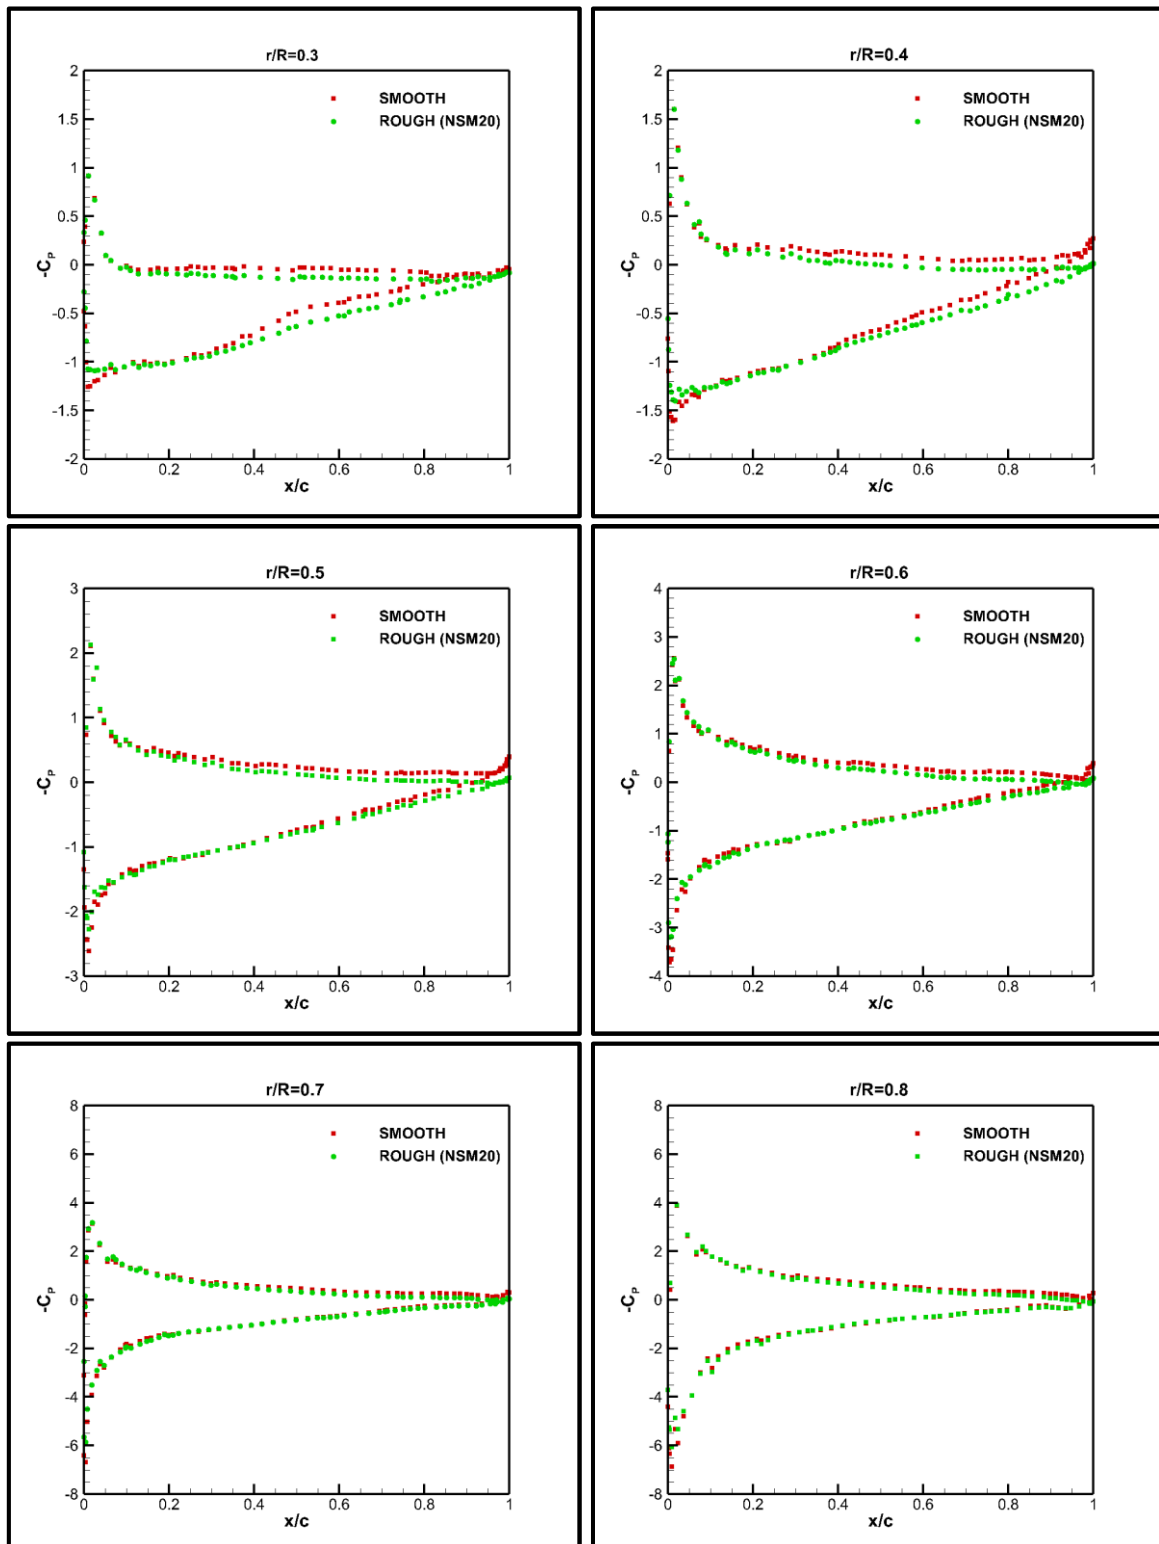 r/R=0.3
SMOOTH
ROUGH (NSM20)
-Cp
2
1.5
1
0.5
0
-0.5
-1
-1.5
-2
0 0.2 0.4 0.6 0.8 1
x/c
r/R=0.4
SMOOTH
ROUGH (NSM20)
-Cp
2
1.5
1
0.5
0
-0.5
-1
-1.5
-2
0 0.2 0.4 0.6 0.8 1
x/c
r/R=0.5
SMOOTH
ROUGH (NSM20)
-Cp
3
2
1
0
-1
-2
-3
0 0.2 0.4 0.6 0.8 1
x/c
r/R=0.6
SMOOTH
ROUGH (NSM20)
-Cp
4
3
2
1
0
-1
-2
-3
-4
0 0.2 0.4 0.6 0.8 1
x/c
r/R=0.7
SMOOTH
ROUGH (NSM20)
-Cp
8
6
4
2
0
-2
-4
-6
-8
0 0.2 0.4 0.6 0.8 1
x/c
r/R=0.8
SMOOTH
ROUGH (NSM20)
-Cp
8
6
4
2
0
-2
-4
-6
-8
0 0.2 0.4 0.6 0.8 1
x/c